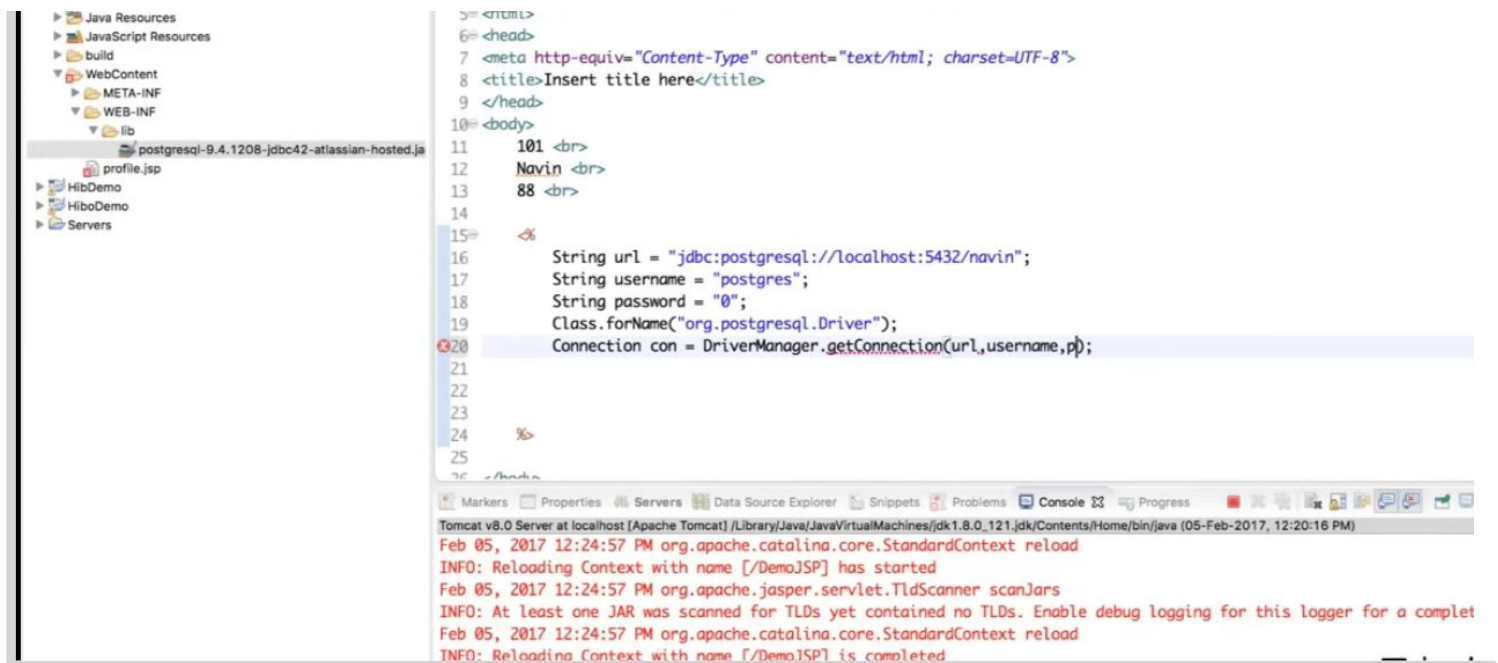 Java Resources
JavaScript Resources
build
WebContent
META-INF
WEB-INF
lib
postgresql-9.4.1208-jdbc42-atlassian-hosted.ja
profile.jsp
HibDemo
HiboDemo
Servers
5 <html>
6 <head>
7 <meta http-equiv="Content-Type" content="text/html; charset=UTF-8">
8 <title>Insert title here</title>
9 </head>
10 <body>
11 101 <br>
12 Navin <br>
13 88 <br>
14
15 <%
16 String url = "jdbc:postgresql://localhost:5432/navin";
17 String username = "postgres";
18 String password = "0";
19 Class.forName("org.postgresql.Driver");
20 Connection con = DriverManager.getConnection(url,username,p);
21
22
23
24 %>
25
26 </body>
Markers Properties Servers Data Source Explorer Snippets Problems Console Progress
Tomcat v8.0 Server at localhost [Apache Tomcat] /Library/Java/JavaVirtualMachines/jdk1.8.0_121.jdk/Contents/Home/bin/java (05-Feb-2017, 12:20:16 PM)
Feb 05, 2017 12:24:57 PM org.apache.catalina.core.StandardContext reload
INFO: Reloading Context with name [/DemoJSP] has started
Feb 05, 2017 12:24:57 PM org.apache.jasper.servlet.TldScanner scanJars
INFO: At least one JAR was scanned for TLDs yet contained no TLDs. Enable debug logging for this logger for a complet
Feb 05, 2017 12:24:57 PM org.apache.catalina.core.StandardContext reload
INFO: Reloading Context with name [/DemoJSP] is completed